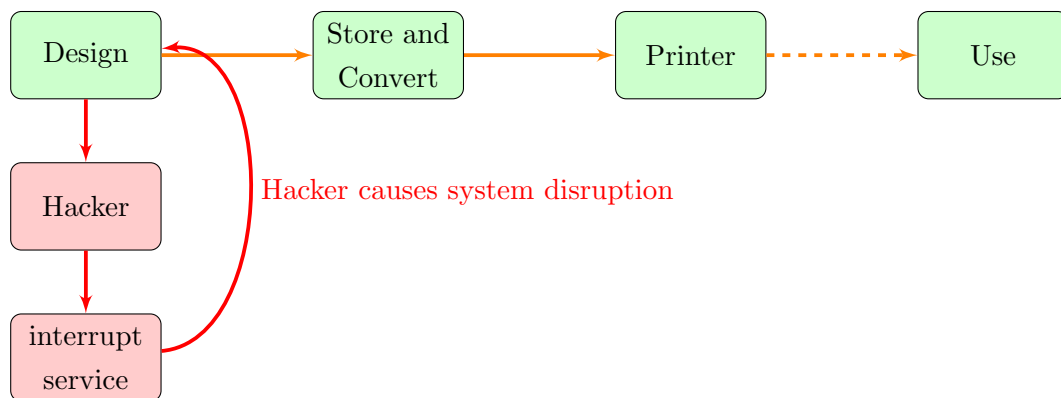 Design
Store and
Convert
Printer
Use
Hacker
Hacker causes system disruption
interrupt
service